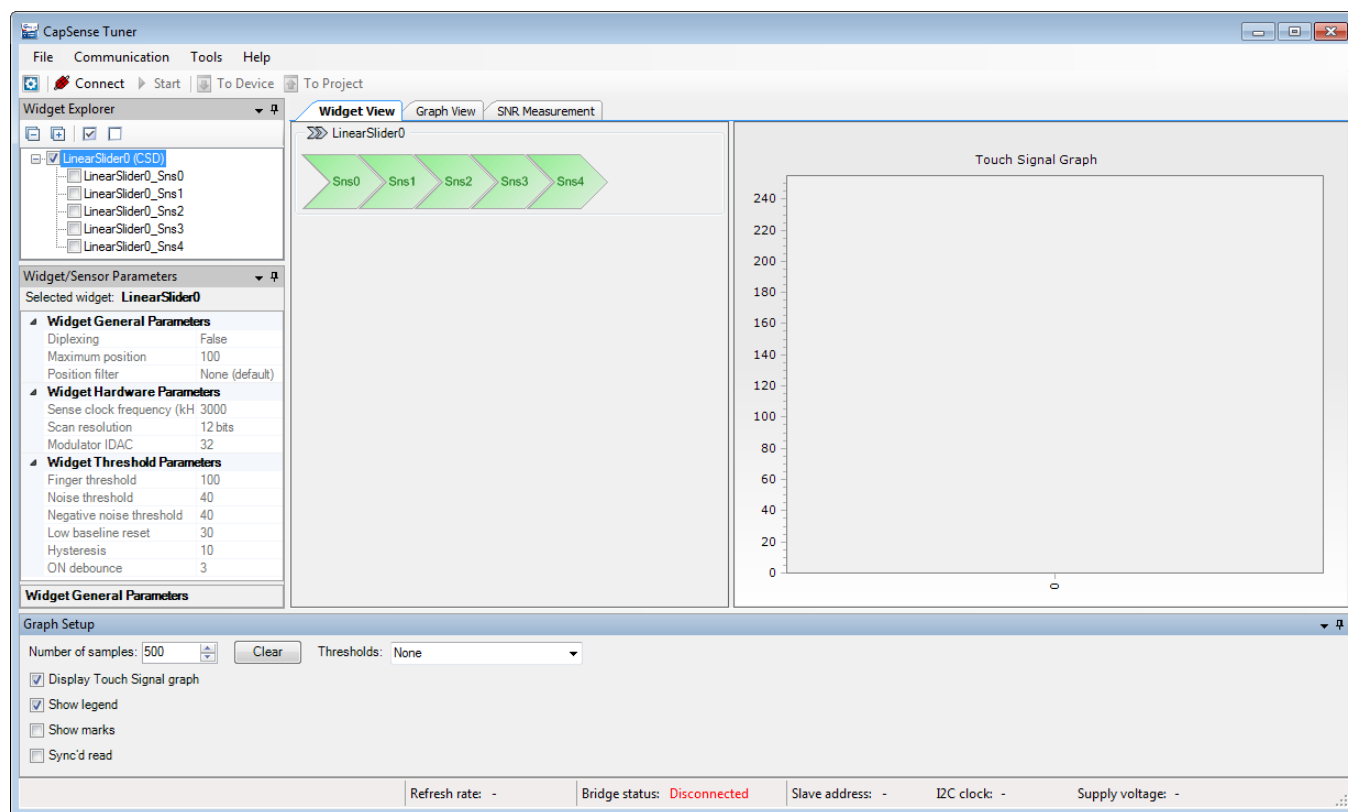 CapSense Tuner
File Communication Tools Help
Connect Start To Device To Project
Widget Explorer
LinearSlider0 (CSD)
LinearSlider0_Sns0
LinearSlider0_Sns1
LinearSlider0_Sns2
LinearSlider0_Sns3
LinearSlider0_Sns4
Widget/Sensor Parameters
Selected widget: LinearSlider0
Widget General Parameters
Diplexing False
Maximum position 100
Position filter None (default)
Widget Hardware Parameters
Sense clock frequency (kH 3000
Scan resolution 12 bits
Modulator IDAC 32
Widget Threshold Parameters
Finger threshold 100
Noise threshold 40
Negative noise threshold 40
Low baseline reset 30
Hysteresis 10
ON debounce 3
Widget General Parameters
Widget View Graph View SNR Measurement
LinearSlider0
Sns0 Sns1 Sns2 Sns3 Sns4
Touch Signal Graph
240
220
200
180
160
140
120
100
80
60
40
20
0
0
Graph Setup
Number of samples: 500 Clear Thresholds: None
Display Touch Signal graph
Show legend
Show marks
Sync'd read
Refresh rate: - Bridge status: Disconnected Slave address: - I2C clock: - Supply voltage: -